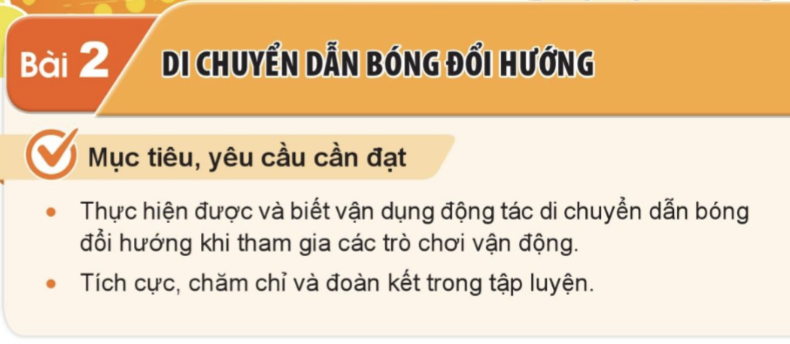 Bài 2
DI CHUYỂN DẪN BÓNG ĐỔI HƯỚNG
Mục tiêu, yêu cầu cần đạt
• Thực hiện được và biết vận dụng động tác di chuyển dẫn bóng
đổi hướng khi tham gia các trò chơi vận động.
• Tích cực, chăm chỉ và đoàn kết trong tập luyện.